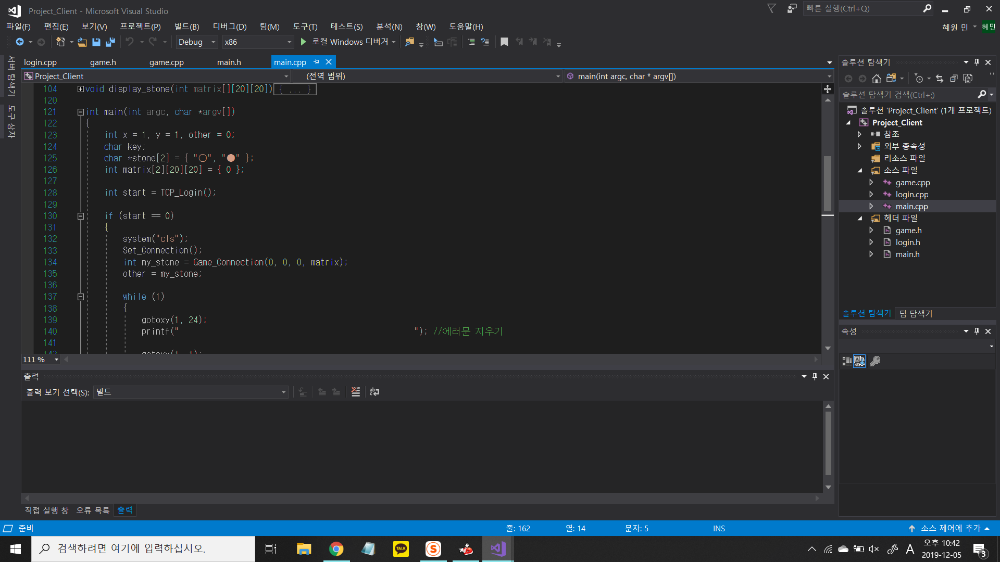 Project_Client - Microsoft Visual Studio
빠른 실행(Ctrl+Q)
파일(F) 편집(E) 보기(V) 프로젝트(P) 빌드(B) 디버그(D) 팀(M) 도구(T) 테스트(S) 분석(N) 창(W) 도움말(H)
혜원 민 혜민
Debug x86 로컬 Windows 디버거
서버 탐색기
도구 상자
login.cpp game.h game.cpp main.h main.cpp
Project_Client (전역 범위) main(int argc, char * argv[])
104 void display_stone(int matrix[][20][20]) { ... }
120
121 int main(int argc, char *argv[])
122 {
123 int x = 1, y = 1, other = 0;
124 char key;
125 char *stone[2] = { "○", "●" };
126 int matrix[2][20][20] = { 0 };
127
128 int start = TCP_Login();
129
130 if (start == 0)
131 {
132 system("cls");
133 Set_Connection();
134 int my_stone = Game_Connection(0, 0, 0, matrix);
135 other = my_stone;
136
137 while (1)
138 {
139 gotoxy(1, 24);
140 printf(" "); //에러문 지우기
141
142 gotoxy(1, 1);
111 %
출력
출력 보기 선택(S): 빌드
직접 실행 창 오류 목록 출력
솔루션 탐색기
솔루션 탐색기 검색(Ctrl+;)
솔루션 'Project_Client' (1개 프로젝트)
Project_Client
참조
외부 종속성
리소스 파일
소스 파일
game.cpp
login.cpp
main.cpp
헤더 파일
game.h
login.h
main.h
솔루션 탐색기 팀 탐색기
속성
준비 줄: 162 열: 14 문자: 5 INS 소스 제어에 추가
검색하려면 여기에 입력하십시오.
TALK
S
A
오후 10:42
2019-12-05
3